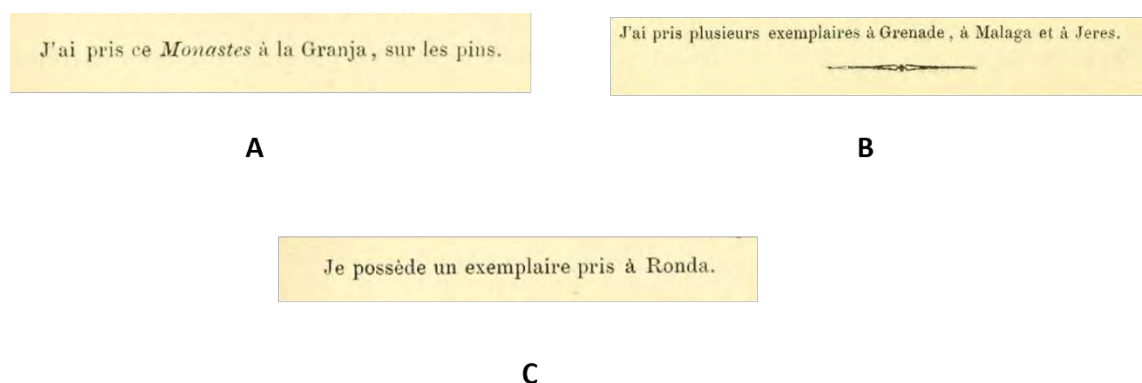 J'ai pris ce Monastes à la Granja, sur les pins.
A
J'ai pris plusieurs exemplaires à Grenade, à Malaga et à Jeres.
B
Je possède un exemplaire pris à Ronda.
C